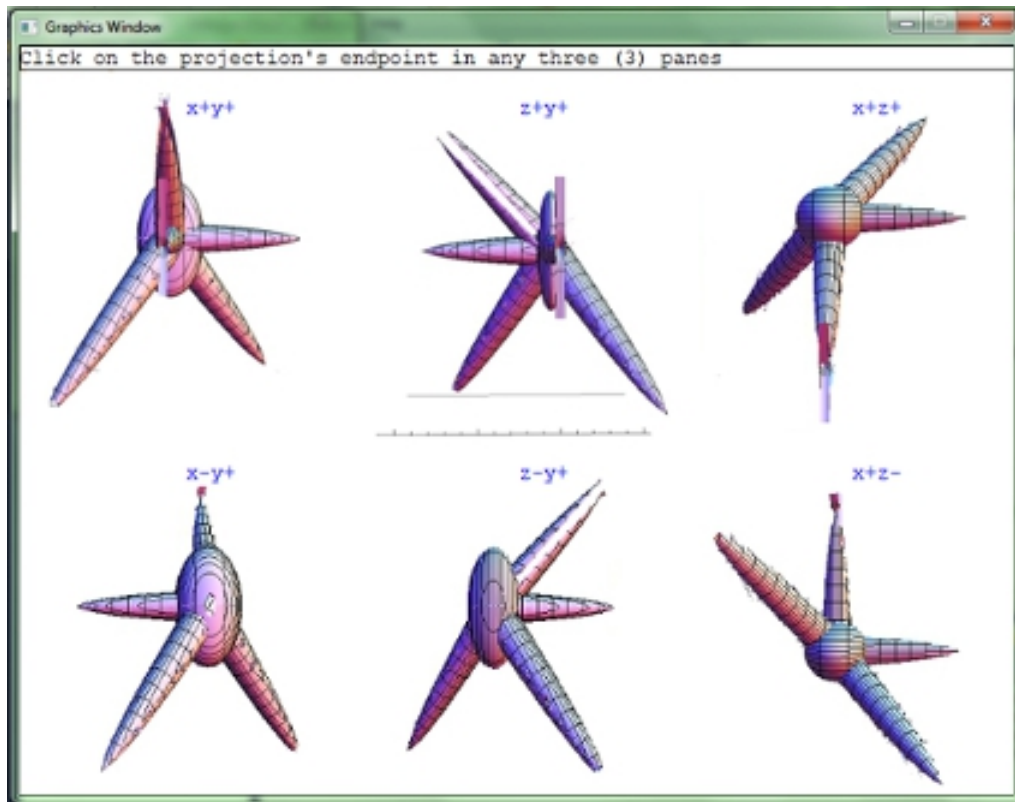 Graphics Window
Click on the projection's endpoint in any three (3) panes
x+y+
z+y+
x+z+
x-y+
z-y+
x+z-